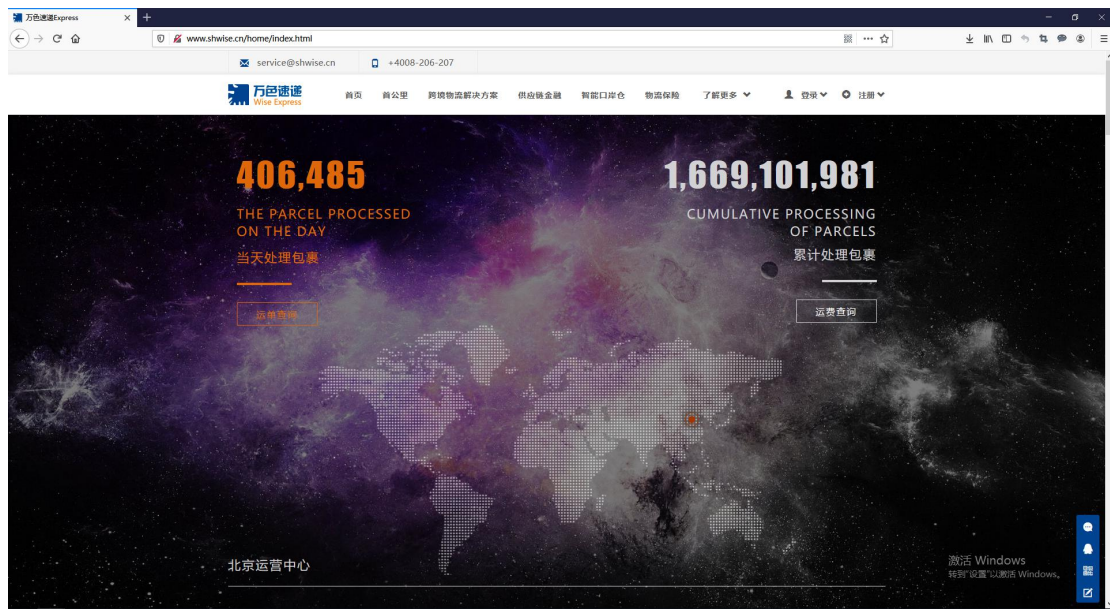 万色速递Express
www.shwise.cn/home/index.html
service@shwise.cn +4008-206-207
万色速递
Wise Express
首页 首公里 跨境物流解决方案 供应链金融 智能口岸仓 物流保险 了解更多 登录 注册
406,485
THE PARCEL PROCESSED
ON THE DAY
当天处理包裹
运单查询
1,669,101,981
CUMULATIVE PROCESSING
OF PARCELS
累计处理包裹
运费查询
北京运营中心
激活 Windows
转到"设置"以激活 Windows。